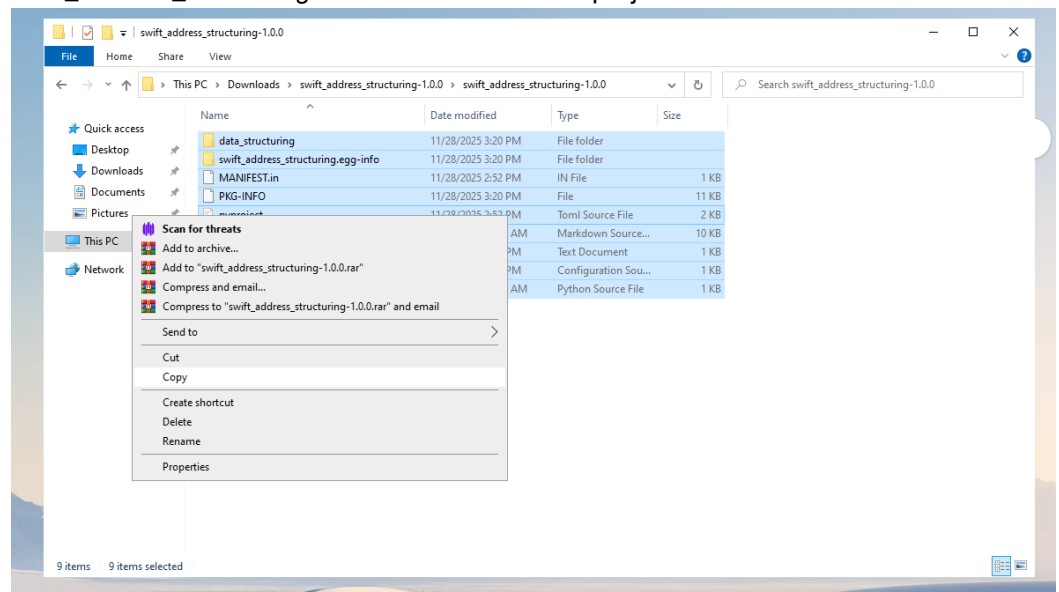 swift_address_structuring-1.0.0
File Home Share View
This PC > Downloads > swift_address_structuring-1.0.0 > swift_address_structuring-1.0.0
Search swift_address_structuring-1.0.0
Name Date modified Type Size
Quick access
Desktop
Downloads
Documents
Pictures
This PC
Network
data_structuring 11/28/2025 3:20 PM File folder
swift_address_structuring.egg-info 11/28/2025 3:20 PM File folder
MANIFEST.in 11/28/2025 2:52 PM IN File 1 KB
PKG-INFO 11/28/2025 3:20 PM File 11 KB
pyproject 11/28/2025 2:52 PM Toml Source File 2 KB
AM Markdown Source... 10 KB
PM Text Document 1 KB
PM Configuration Sou... 1 KB
AM Python Source File 1 KB
Scan for threats
Add to archive...
Add to "swift_address_structuring-1.0.0.rar"
Compress and email...
Compress to "swift_address_structuring-1.0.0.rar" and email
Send to
Cut
Copy
Create shortcut
Delete
Rename
Properties
9 items 9 items selected